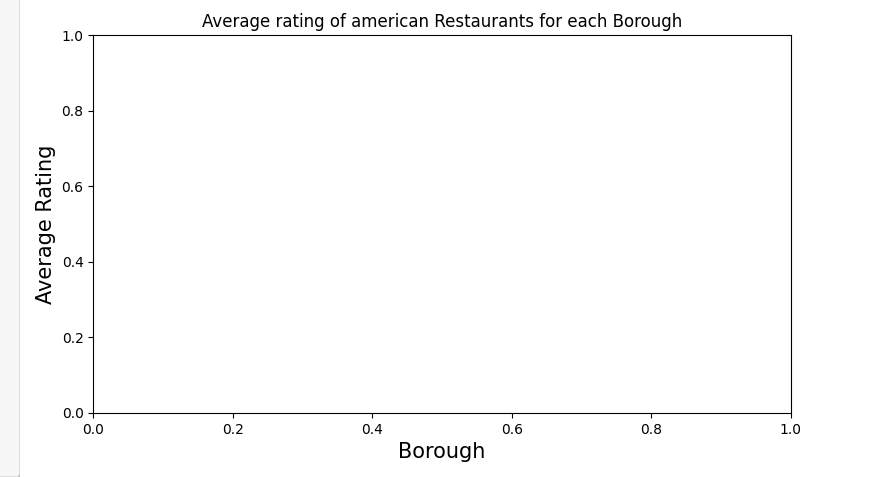 Average rating of american Restaurants for each Borough
1.0
0.8
0.6
0.4
0.2
0.0
Average Rating
0.0 0.2 0.4 0.6 0.8 1.0
Borough